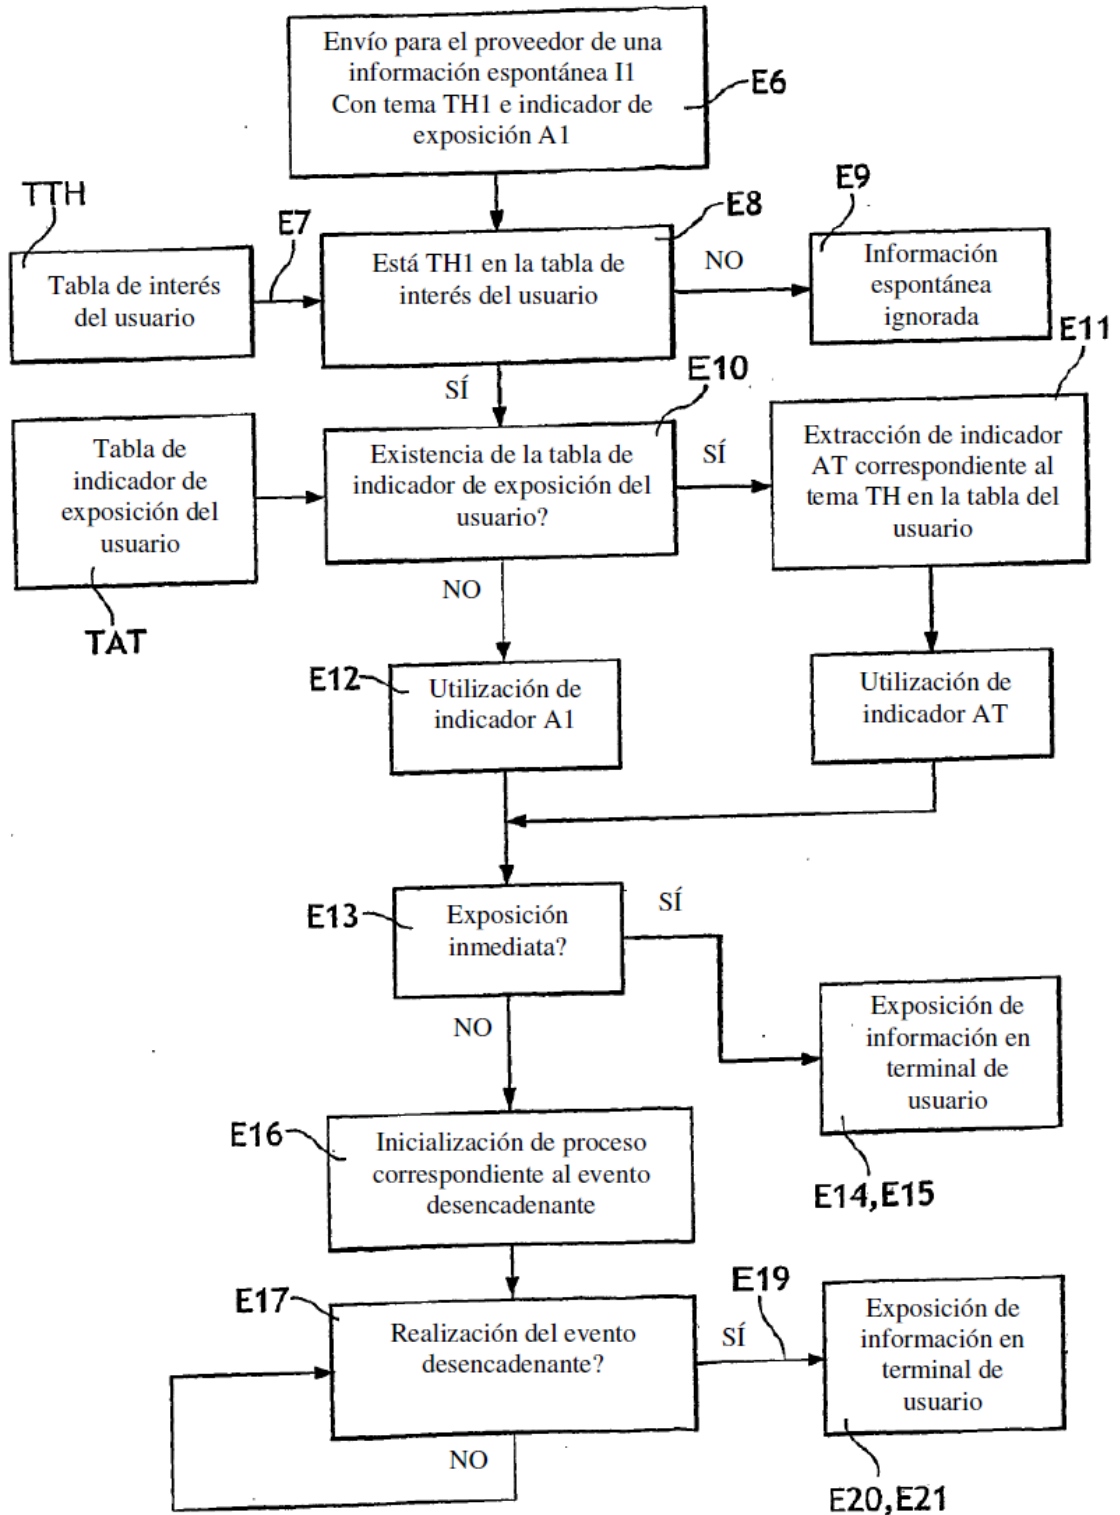 Envío para el proveedor de una
información espontánea I1
Con tema TH1 e indicador de
exposición A1
E6
TTH
E7
E8
E9
Tabla de interés
del usuario
Está TH1 en la tabla de
interés del usuario
NO
Información
espontánea
ignorada
SÍ
E10
E11
Tabla de
indicador de
exposición del
usuario
Existencia de la tabla de
indicador de exposición del
usuario?
SÍ
Extracción de indicador
AT correspondiente al
tema TH en la tabla del
usuario
TAT
NO
E12
Utilización de
indicador A1
Utilización de
indicador AT
E13
Exposición
inmediata?
SÍ
NO
Exposición de
información en
terminal de
usuario
E14,E15
E16
Inicialización de proceso
correspondiente al evento
desencadenante
E17
Realización del evento
desencadenante?
SÍ
E19
Exposición de
información en
terminal de
usuario
NO
E20,E21